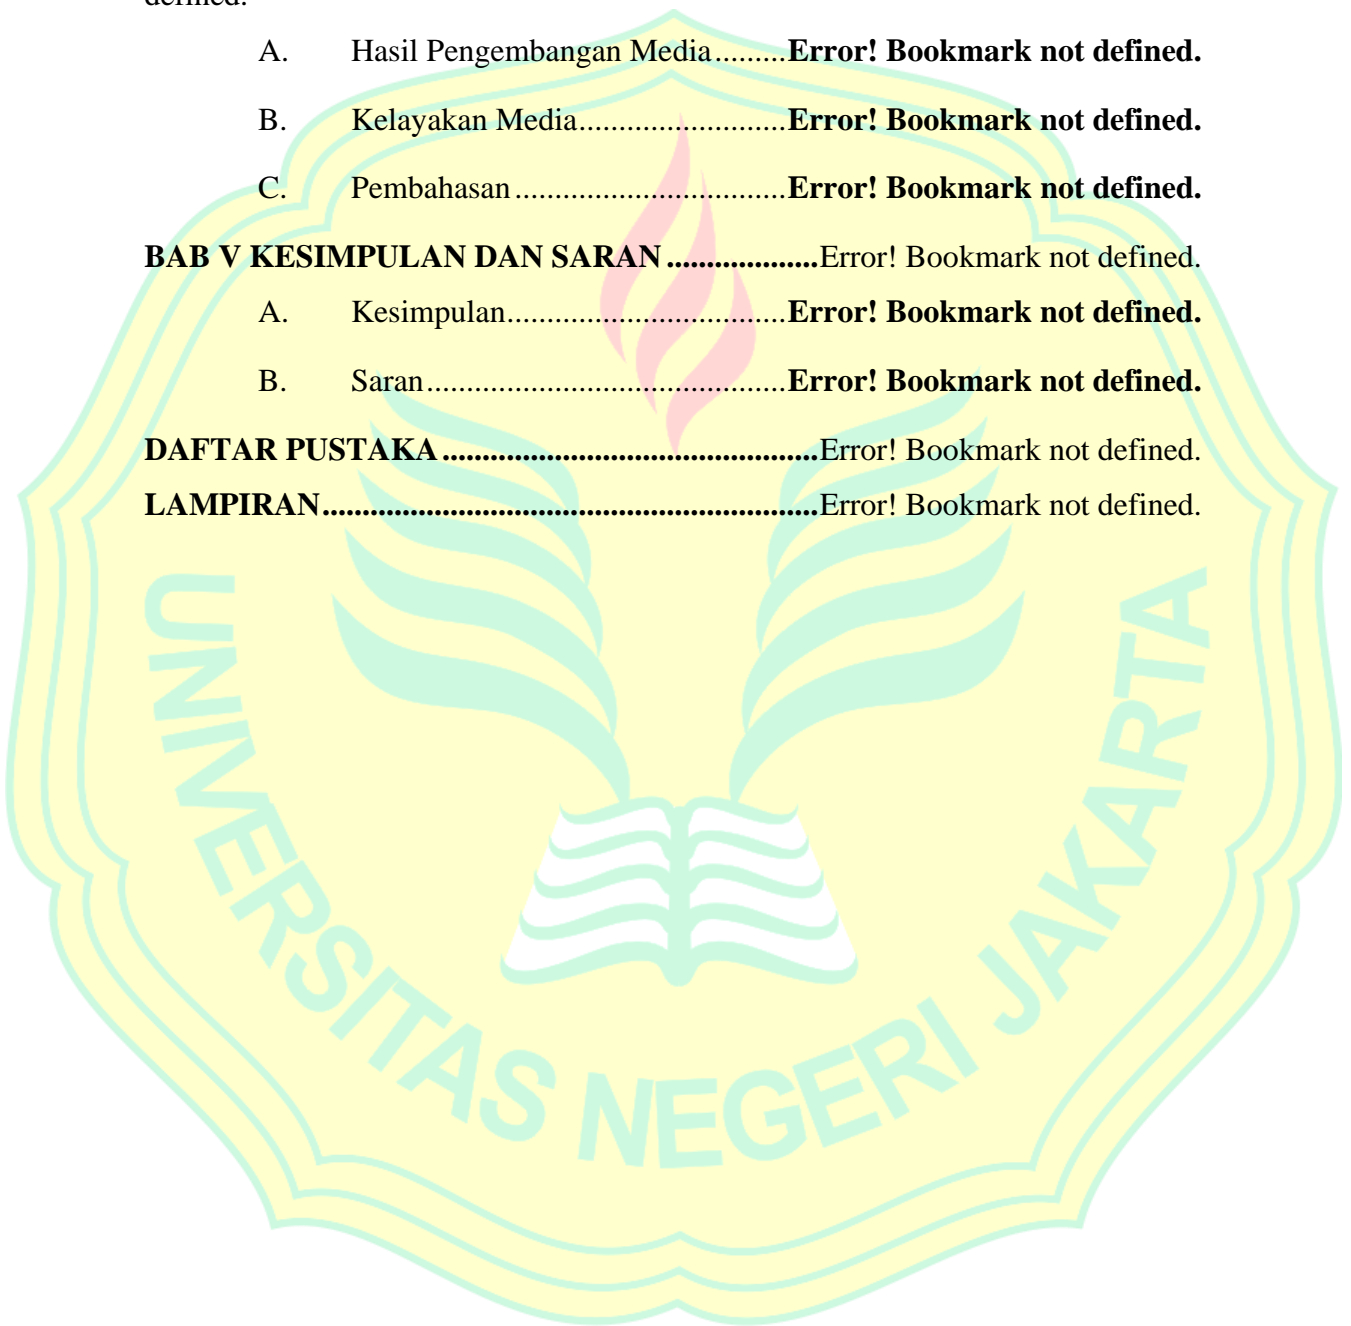 defined.
A. Hasil Pengembangan Media.........Error! Bookmark not defined.
B. Kelayakan Media..........................Error! Bookmark not defined.
C. Pembahasan..................................Error! Bookmark not defined.
BAB V KESIMPULAN DAN SARAN...................Error! Bookmark not defined.
A. Kesimpulan...................................Error! Bookmark not defined.
B. Saran.............................................Error! Bookmark not defined.
DAFTAR PUSTAKA...............................................Error! Bookmark not defined.
LAMPIRAN..............................................................Error! Bookmark not defined.
UNIVERSITAS NEGERI JAKARTA